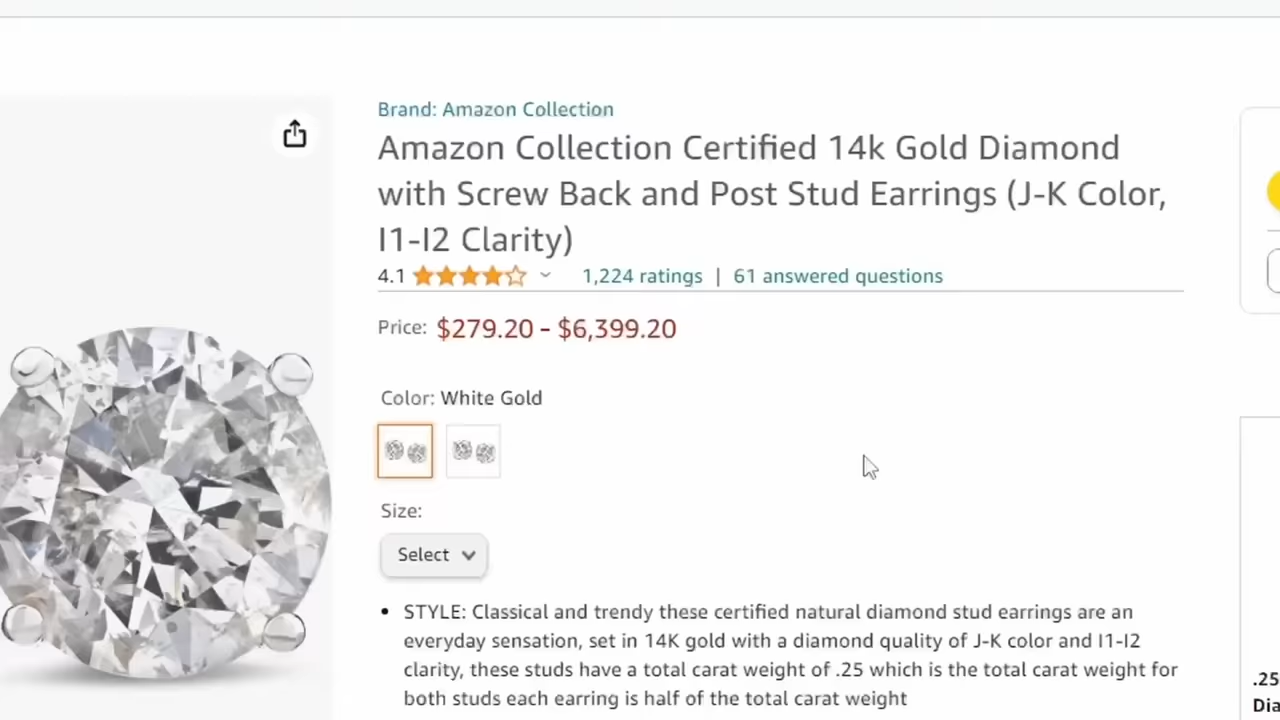 Brand: Amazon Collection
Amazon Collection Certified 14k Gold Diamond
with Screw Back and Post Stud Earrings (J-K Color,
I1-I2 Clarity)
4.1 1,224 ratings | 61 answered questions
Price: $279.20 - $6,399.20
Color: White Gold
Size:
Select
• STYLE: Classical and trendy these certified natural diamond stud earrings are an
everyday sensation, set in 14K gold with a diamond quality of J-K color and I1-I2
clarity, these studs have a total carat weight of .25 which is the total carat weight for
both studs each earring is half of the total carat weight
.25
Dia